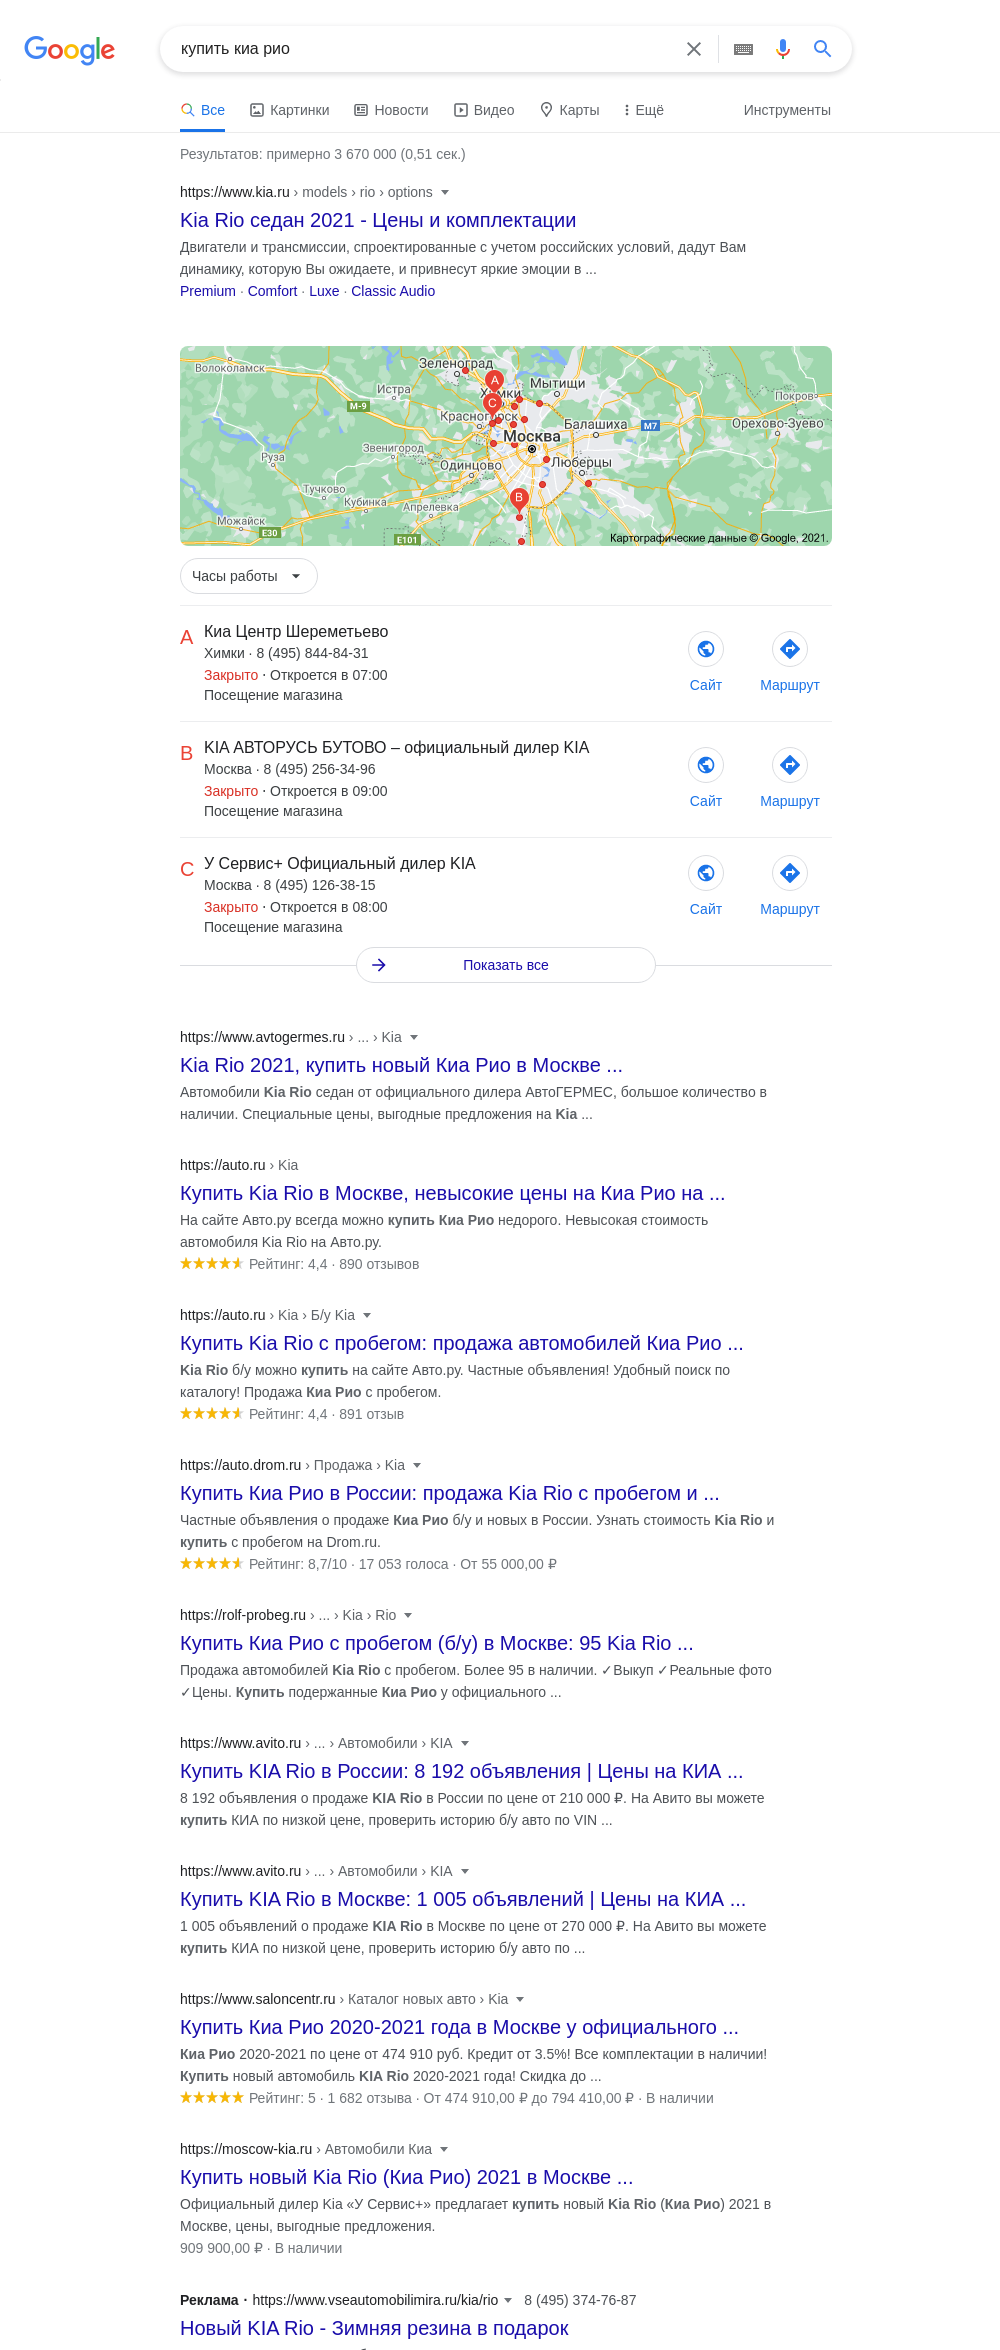 Google
купить киа рио
Все Картинки Новости Видео Карты Ещё Инструменты
Результатов: примерно 3 670 000 (0,51 сек.)
https://www.kia.ru › models › rio › options
Kia Rio седан 2021 - Цены и комплектации
Двигатели и трансмиссии, спроектированные с учетом российских условий, дадут Вам
динамику, которую Вы ожидаете, и привнесут яркие эмоции в ...
Premium · Comfort · Luxe · Classic Audio
Волоколамск
Зеленоград
A
Мытищи
Истра
Химки
Покров
М-9
C
Красногорск
Орехово-Зуево
Балашиха
М7
Москва
Звенигород
Руза
Одинцово
Люберцы
Тучково
B
Кубинка
Апрелевка
Можайск
E30
E101
Картографические данные © Google, 2021.
Часы работы
A
Киа Центр Шереметьево
Химки · 8 (495) 844-84-31
Закрыто · Откроется в 07:00
Посещение магазина
Сайт Маршрут
B
KIA АВТОРУСЬ БУТОВО – официальный дилер KIA
Москва · 8 (495) 256-34-96
Закрыто · Откроется в 09:00
Посещение магазина
Сайт Маршрут
C
У Сервис+ Официальный дилер KIA
Москва · 8 (495) 126-38-15
Закрыто · Откроется в 08:00
Посещение магазина
Сайт Маршрут
Показать все
https://www.avtogermes.ru › ... › Kia
Kia Rio 2021, купить новый Киа Рио в Москве ...
Автомобили Kia Rio седан от официального дилера АвтоГЕРМЕС, большое количество в
наличии. Специальные цены, выгодные предложения на Kia ...
https://auto.ru › Kia
Купить Kia Rio в Москве, невысокие цены на Киа Рио на ...
На сайте Авто.ру всегда можно купить Киа Рио недорого. Невысокая стоимость
автомобиля Kia Rio на Авто.ру.
Рейтинг: 4,4 · 890 отзывов
https://auto.ru › Kia › Б/у Kia
Купить Kia Rio с пробегом: продажа автомобилей Киа Рио ...
Kia Rio б/у можно купить на сайте Авто.ру. Частные объявления! Удобный поиск по
каталогу! Продажа Киа Рио с пробегом.
Рейтинг: 4,4 · 891 отзыв
https://auto.drom.ru › Продажа › Kia
Купить Киа Рио в России: продажа Kia Rio с пробегом и ...
Частные объявления о продаже Киа Рио б/у и новых в России. Узнать стоимость Kia Rio и
купить с пробегом на Drom.ru.
Рейтинг: 8,7/10 · 17 053 голоса · От 55 000,00 ₽
https://rolf-probeg.ru › ... › Kia › Rio
Купить Киа Рио с пробегом (б/у) в Москве: 95 Kia Rio ...
Продажа автомобилей Kia Rio с пробегом. Более 95 в наличии. ✓Выкуп ✓Реальные фото
✓Цены. Купить подержанные Киа Рио у официального ...
https://www.avito.ru › ... › Автомобили › KIA
Купить KIA Rio в России: 8 192 объявления | Цены на КИА ...
8 192 объявления о продаже KIA Rio в России по цене от 210 000 ₽. На Авито вы можете
купить КИА по низкой цене, проверить историю б/у авто по VIN ...
https://www.avito.ru › ... › Автомобили › KIA
Купить KIA Rio в Москве: 1 005 объявлений | Цены на КИА ...
1 005 объявлений о продаже KIA Rio в Москве по цене от 270 000 ₽. На Авито вы можете
купить КИА по низкой цене, проверить историю б/у авто по ...
https://www.saloncentr.ru › Каталог новых авто › Kia
Купить Киа Рио 2020-2021 года в Москве у официального ...
Киа Рио 2020-2021 по цене от 474 910 руб. Кредит от 3.5%! Все комплектации в наличии!
Купить новый автомобиль KIA Rio 2020-2021 года! Скидка до ...
Рейтинг: 5 · 1 682 отзыва · От 474 910,00 ₽ до 794 410,00 ₽ · В наличии
https://moscow-kia.ru › Автомобили Киа
Купить новый Kia Rio (Киа Рио) 2021 в Москве ...
Официальный дилер Kia «У Сервис+» предлагает купить новый Kia Rio (Киа Рио) 2021 в
Москве, цены, выгодные предложения.
909 900,00 ₽ · В наличии
Реклама · https://www.vseautomobilimira.ru/kia/rio 8 (495) 374-76-87
Новый KIA Rio - Зимняя резина в подарок